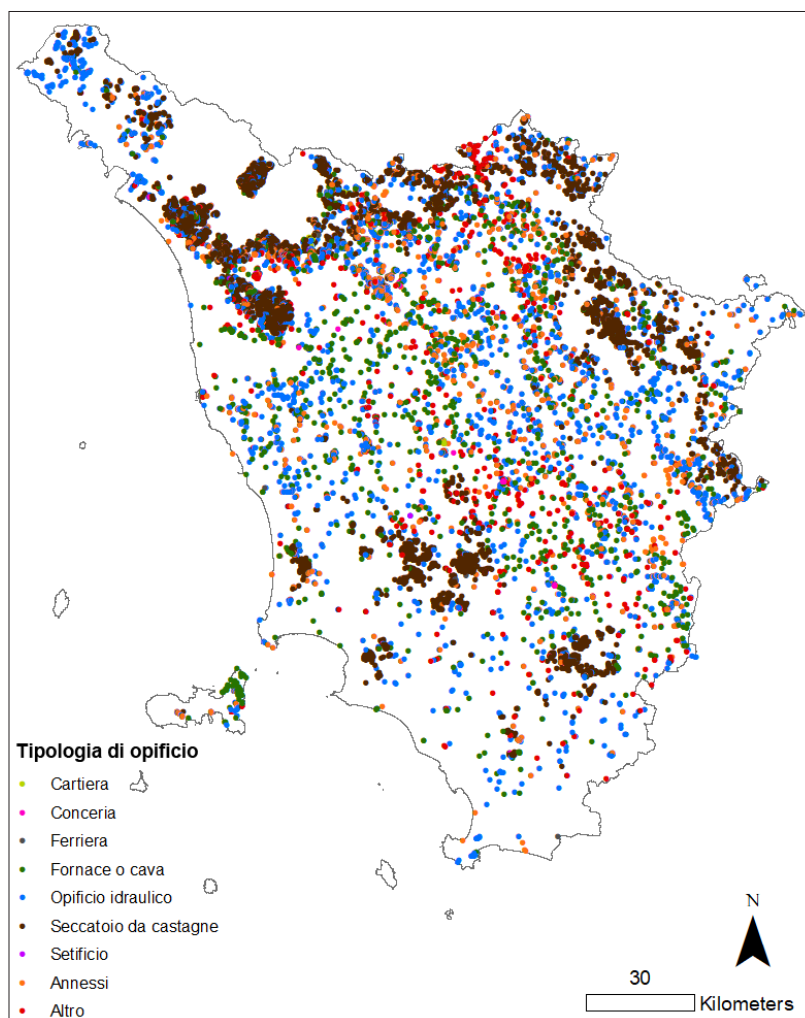 Tipologia di opificio
Cartiera
Conceria
Ferriera
Fornace o cava
Opificio idraulico
Seccatoio da castagne
Setificio
Annessi
Altro
N
30
Kilometers